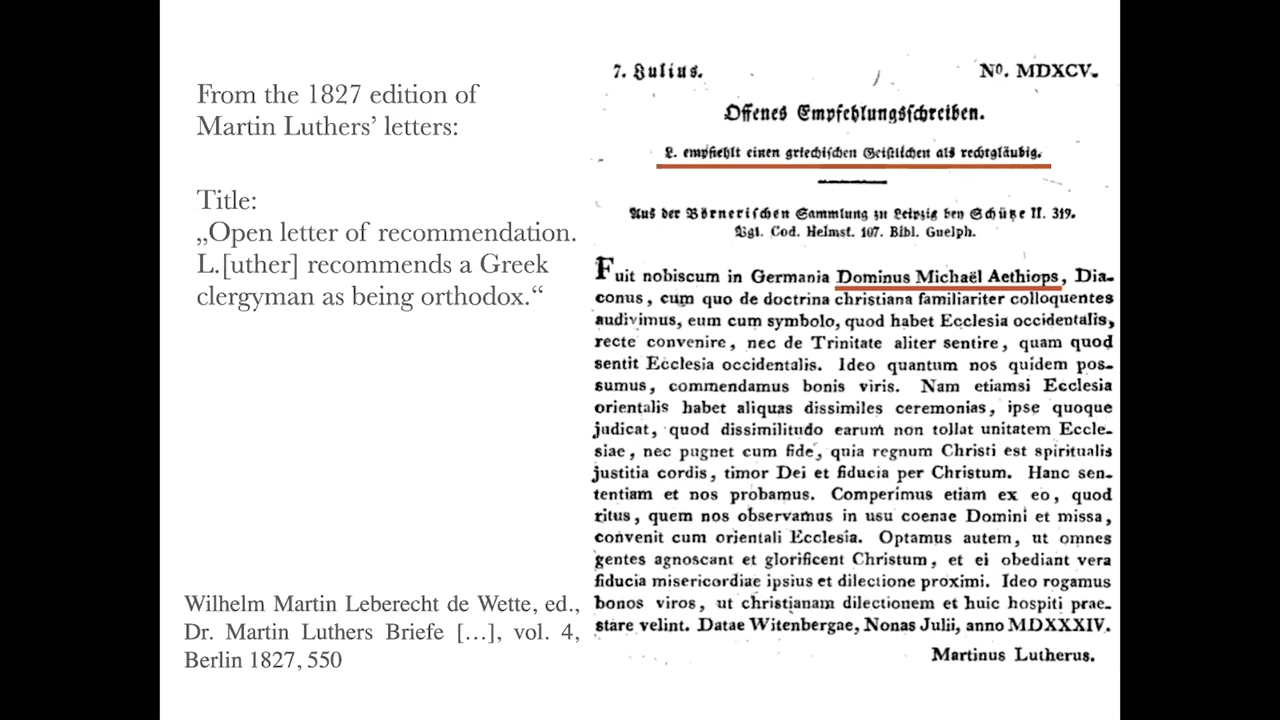 From the 1827 edition of
Martin Luthers’ letters:
Title:
„Open letter of recommendation.
L.[uther] recommends a Greek
clergyman as being orthodox.“
Wilhelm Martin Leberecht de Wette, ed.,
Dr. Martin Luthers Briefe […], vol. 4,
Berlin 1827, 550
7. Julius. Nº. MDXCV.
Offenes Empfehlungsschreiben.
L. empfiehlt einen griechischen Geistlichen als rechtgläubig.
Aus der Börnerischen Sammlung zu Leipzig bey Schütze II. 319.
Vgl. Cod. Helmst. 107. Bibl. Guelph.
Fuit nobiscum in Germania Dominus Michaël Aethiops, Dia-
conus, cum quo de doctrina christiana familiariter colloquentes
audivimus, eum cum symbolo, quod habet Ecclesia occidentalis,
recte convenire, nec de Trinitate aliter sentire, quam quod
sentit Ecclesia occidentalis. Ideo quantum nos quidem pos-
sumus, commendamus bonis viris. Nam etiamsi Ecclesia
orientalis habet aliquas dissimiles ceremonias, ipse quoque
judicat, quod dissimilitudo earum non tollat unitatem Eccle-
siae, nec pugnet cum fide, quia regnum Christi est spiritualis
justitia cordis, timor Dei et fiducia per Christum. Hanc sen-
tentiam et nos probamus. Comperimus etiam ex eo, quod
ritus, quem nos observamus in usu coenae Domini et missa,
convenit cum orientali Ecclesia. Optamus autem, ut omnes
gentes agnoscant et glorificent Christum, et ei obediant vera
fiducia misericordiae ipsius et dilectione proximi. Ideo rogamus
bonos viros, ut christianam dilectionem et huic hospiti prae-
stare velint. Datae Witenbergae, Nonas Julii, anno MDXXXIV.
Martinus Lutherus.